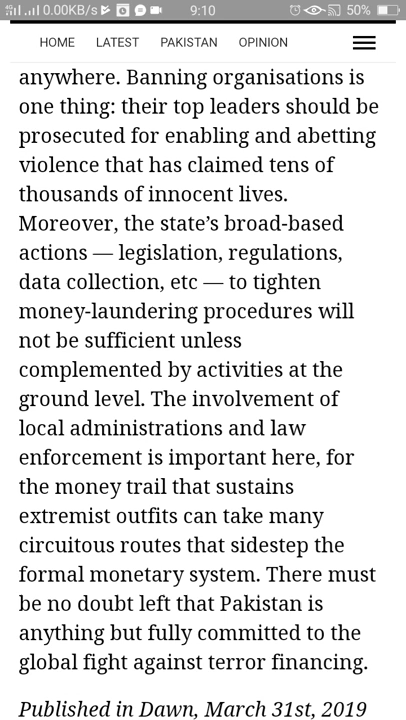 0.00KB/s 9:10 50%
HOME LATEST PAKISTAN OPINION
anywhere. Banning organisations is
one thing: their top leaders should be
prosecuted for enabling and abetting
violence that has claimed tens of
thousands of innocent lives.
Moreover, the state’s broad-based
actions — legislation, regulations,
data collection, etc — to tighten
money-laundering procedures will
not be sufficient unless
complemented by activities at the
ground level. The involvement of
local administrations and law
enforcement is important here, for
the money trail that sustains
extremist outfits can take many
circuitous routes that sidestep the
formal monetary system. There must
be no doubt left that Pakistan is
anything but fully committed to the
global fight against terror financing.
Published in Dawn, March 31st, 2019